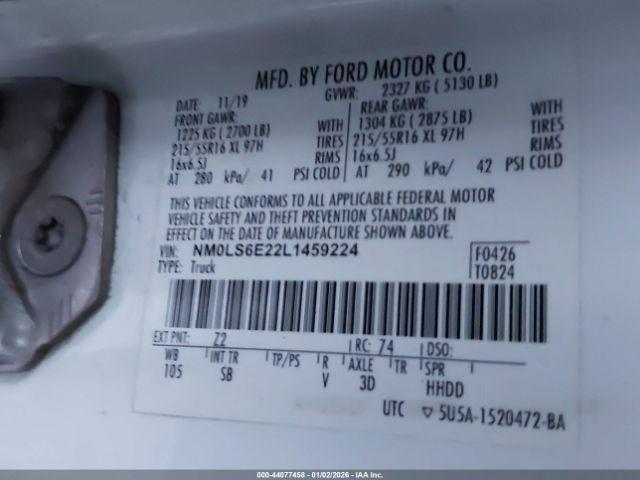 MFD. BY FORD MOTOR CO.
DATE: 11/19 GVWR: 2327 KG ( 5130 LB)
FRONT GAWR: REAR GAWR:
1225 KG ( 2700 LB) WITH 1304 KG ( 2875 LB) WITH
215/55R16 XL 97H TIRES 215/55R16 XL 97H TIRES
16x6.5J RIMS 16x6.5J RIMS
AT 280 kPa/ 41 PSI COLD AT 290 kPa/ 42 PSI COLD
THIS VEHICLE CONFORMS TO ALL APPLICABLE FEDERAL MOTOR
VEHICLE SAFETY AND THEFT PREVENTION STANDARDS IN
EFFECT ON THE DATE OF MANUFACTURE SHOWN ABOVE.
VIN: NM0LS6E22L1459224 F0426
TYPE: Truck T0824
EXT PNT: Z2 RC: 74 DSO:
WB INT TR TP/PS R AXLE TR SPR
105 SB V 3D HHDD
UTC ▽ 5U5A-1520472-BA
000-44077458 - 01/02/2026 - IAA Inc.